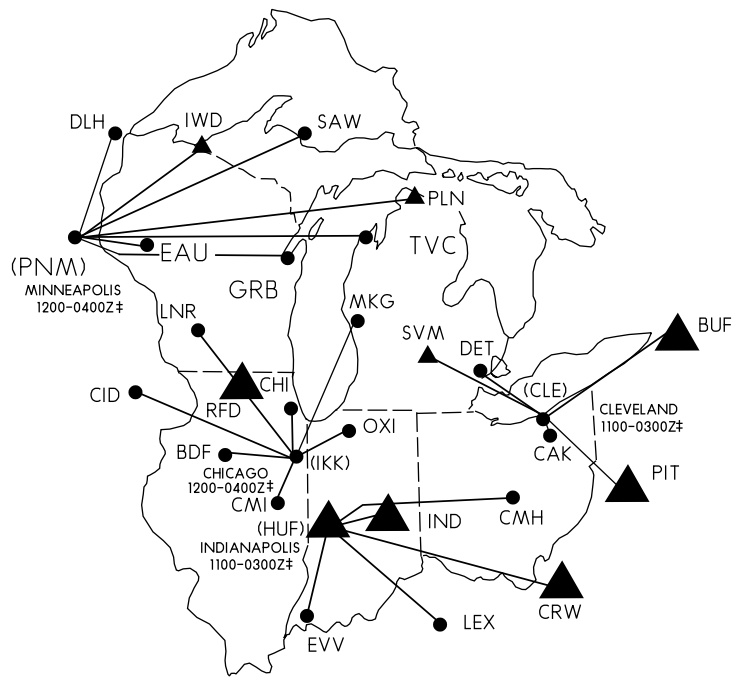 DLH
IWD
SAW
PLN
(PNM)
MINNEAPOLIS
1200-0400Z‡
EAU
TVC
GRB
LNR
MKG
SVM
DET
BUF
CID
RFD
CHI
(CLE)
CLEVELAND
1100-0300Z‡
OXI
BDF
CHICAGO
1200-0400Z‡
(IKK)
CAK
PIT
CMI
(HUF)
INDIANAPOLIS
1100-0300Z‡
IND
CMH
CRW
EVV
LEX